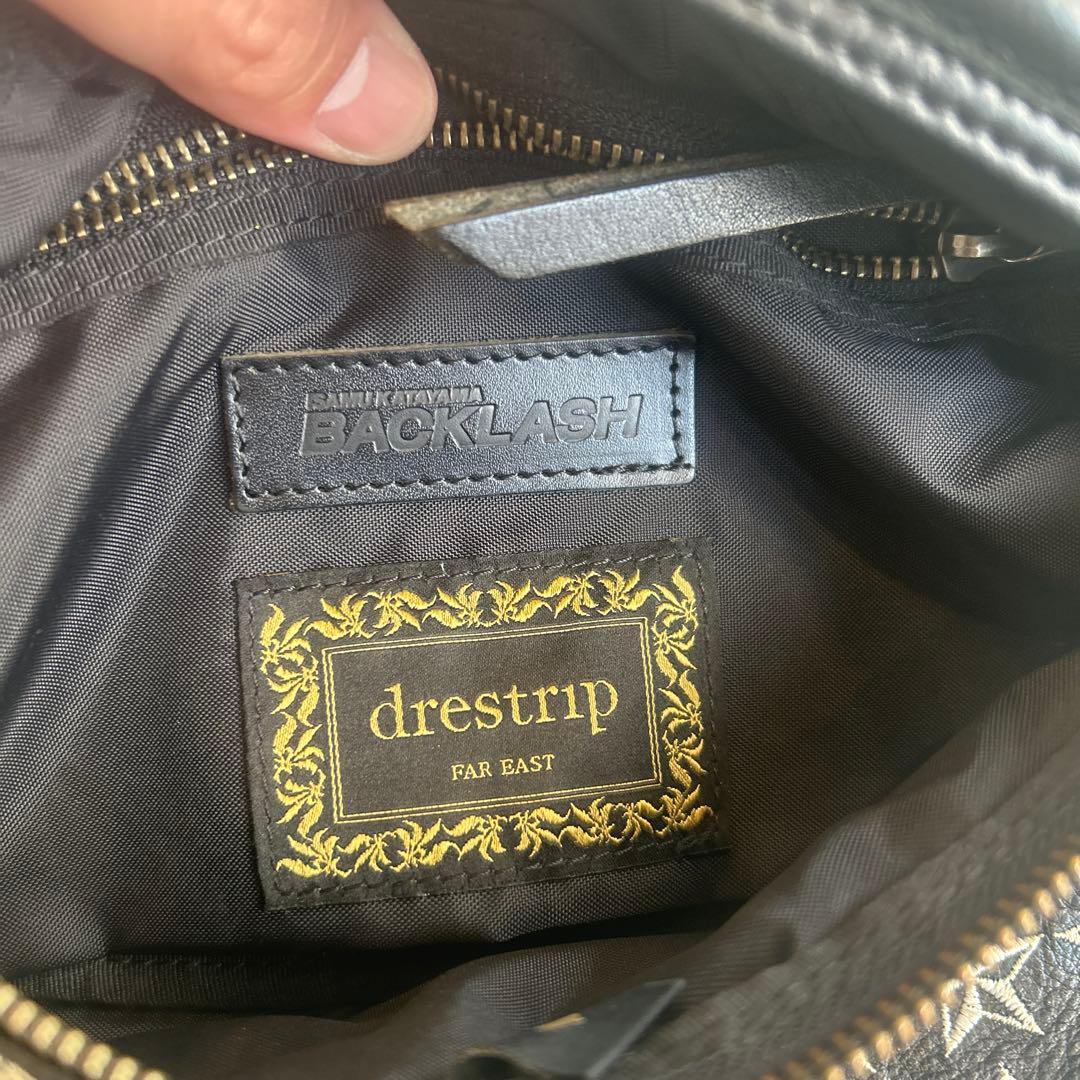 ISAMU KATAYAMA
BACKLASH
drestrip
FAR EAST